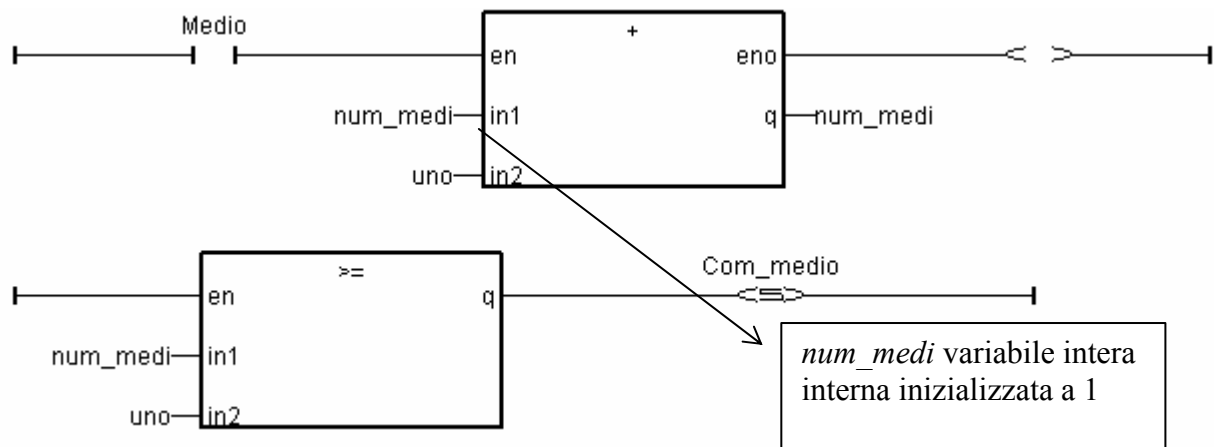 Medio
+
en eno
num_medi in1 q num_medi
uno in2
>=
Com_medio
en q
S
num_medi in1
uno in2
num_medi variabile intera
interna inizializzata a 1